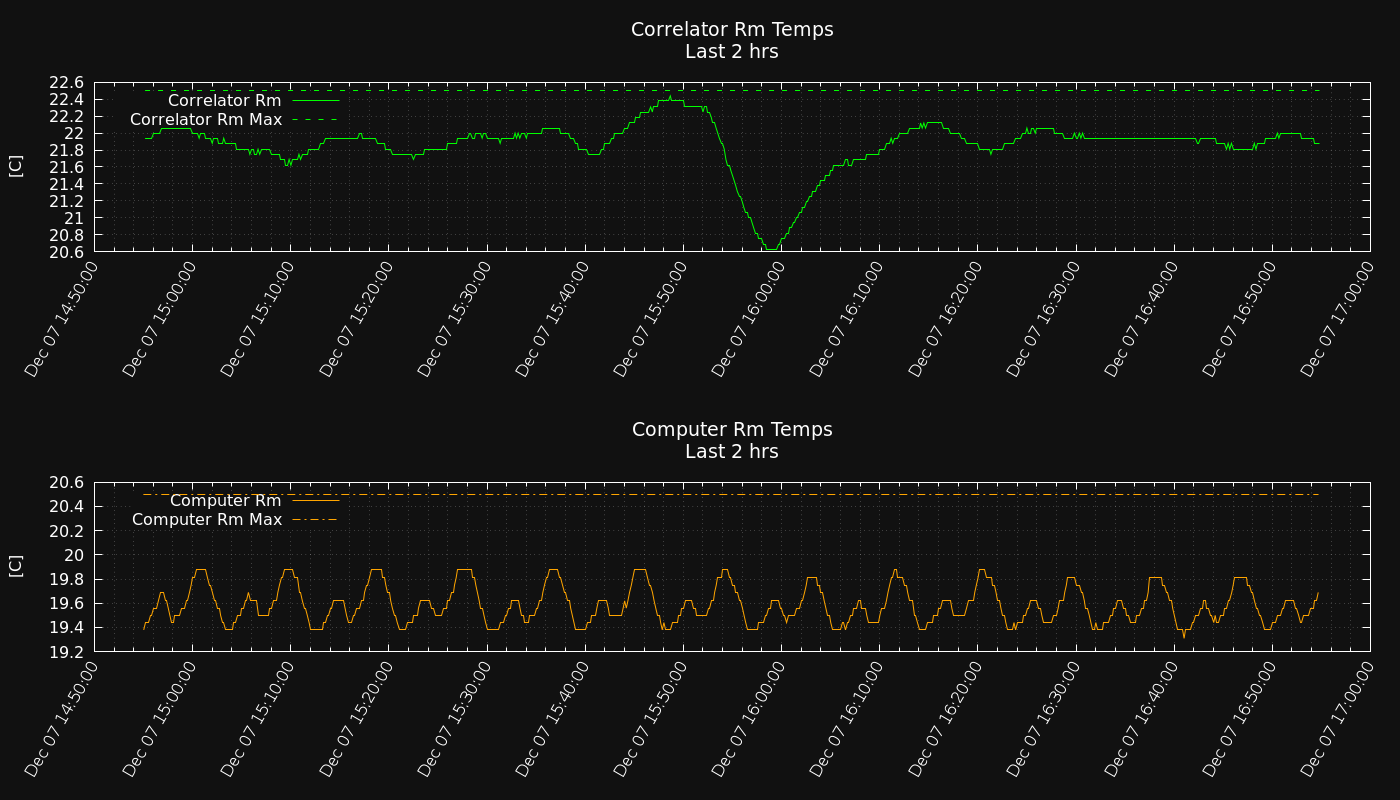 Correlator Rm Temps
Last 2 hrs
22.6
22.4
22.2
22
21.8
21.6
21.4
21.2
21
20.8
20.6
[C]
Correlator Rm
Correlator Rm Max
Dec 07 14:50:00
Dec 07 15:00:00
Dec 07 15:10:00
Dec 07 15:20:00
Dec 07 15:30:00
Dec 07 15:40:00
Dec 07 15:50:00
Dec 07 16:00:00
Dec 07 16:10:00
Dec 07 16:20:00
Dec 07 16:30:00
Dec 07 16:40:00
Dec 07 16:50:00
Dec 07 17:00:00
Computer Rm Temps
Last 2 hrs
20.6
20.4
20.2
20
19.8
19.6
19.4
19.2
[C]
Computer Rm
Computer Rm Max
Dec 07 14:50:00
Dec 07 15:00:00
Dec 07 15:10:00
Dec 07 15:20:00
Dec 07 15:30:00
Dec 07 15:40:00
Dec 07 15:50:00
Dec 07 16:00:00
Dec 07 16:10:00
Dec 07 16:20:00
Dec 07 16:30:00
Dec 07 16:40:00
Dec 07 16:50:00
Dec 07 17:00:00